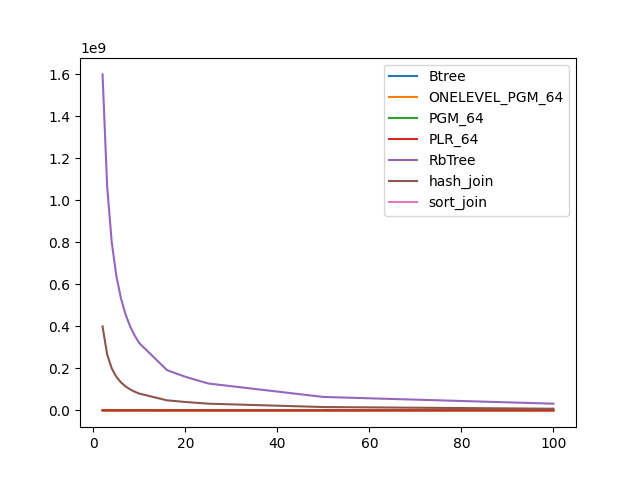 1e9
1.6
1.4
1.2
1.0
0.8
0.6
0.4
0.2
0.0
0 20 40 60 80 100
Btree
ONELEVEL_PGM_64
PGM_64
PLR_64
RbTree
hash_join
sort_join